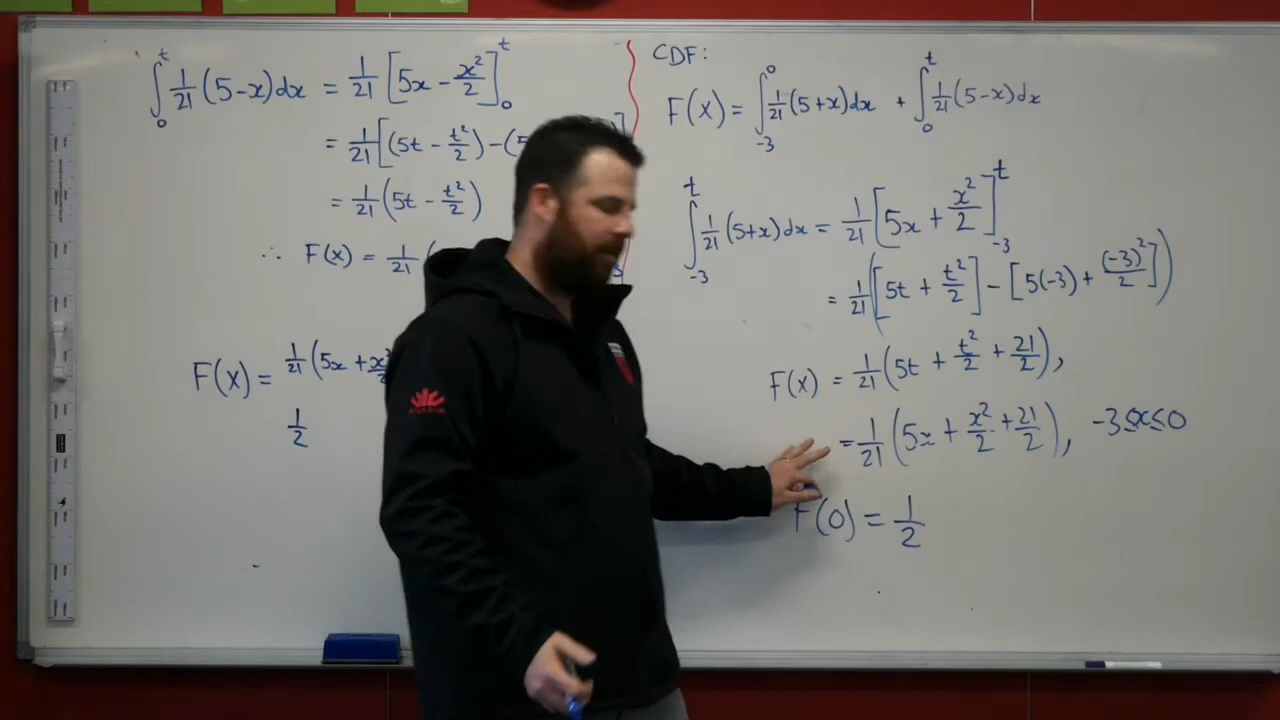 ∫₀ᵗ 1/21 (5-x)dx = 1/21 [5x - x²/2]₀ᵗ
= 1/21 [(5t - t²/2) - (5
= 1/21 (5t - t²/2)
∴ F(x) = 1/21 (
F(x) = 1/21 (5x + x²/2
1/2
CDF:
F(x) = ∫₋₃⁰ 1/21 (5+x)dx + ∫₀ᵗ 1/21 (5-x)dx
∫₋₃ᵗ 1/21 (5+x)dx = 1/21 [5x + x²/2]₋₃ᵗ
= 1/21 ([5t + t²/2] - [5(-3) + (-3)²/2])
F(x) = 1/21 (5t + t²/2 + 21/2),
= 1/21 (5x + x²/2 + 21/2), -3≤x≤0
F(0) = 1/2